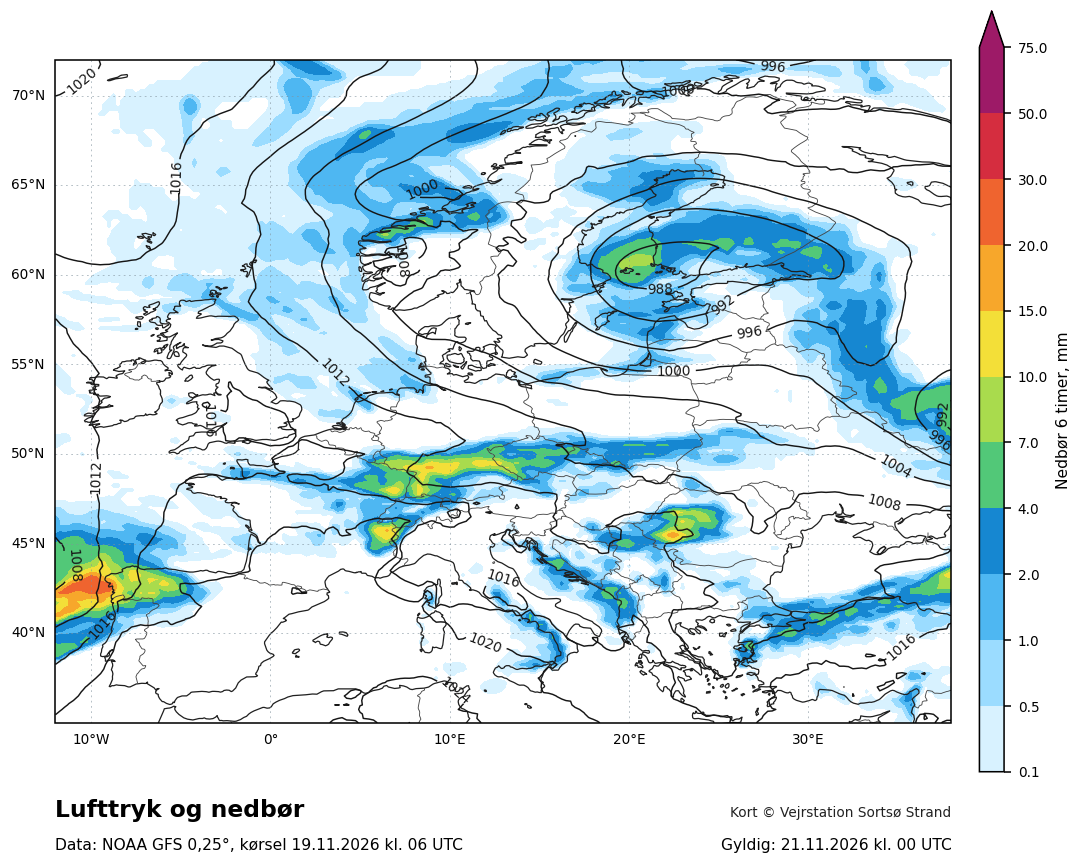 75.0
50.0
30.0
20.0
15.0
10.0
7.0
4.0
2.0
1.0
0.5
0.1
Nedbør 6 timer, mm
70°N
65°N
60°N
55°N
50°N
45°N
40°N
10°W
0°
10°E
20°E
30°E
1020
996
1000
1016
1000
1008
988
992
996
1000
1012
1016
992
996
1004
1012
1008
1008
1016
1016
1020
1016
1024
Lufttryk og nedbør
Kort © Vejrstation Sortsø Strand
Data: NOAA GFS 0,25°, kørsel 19.11.2026 kl. 06 UTC
Gyldig: 21.11.2026 kl. 00 UTC